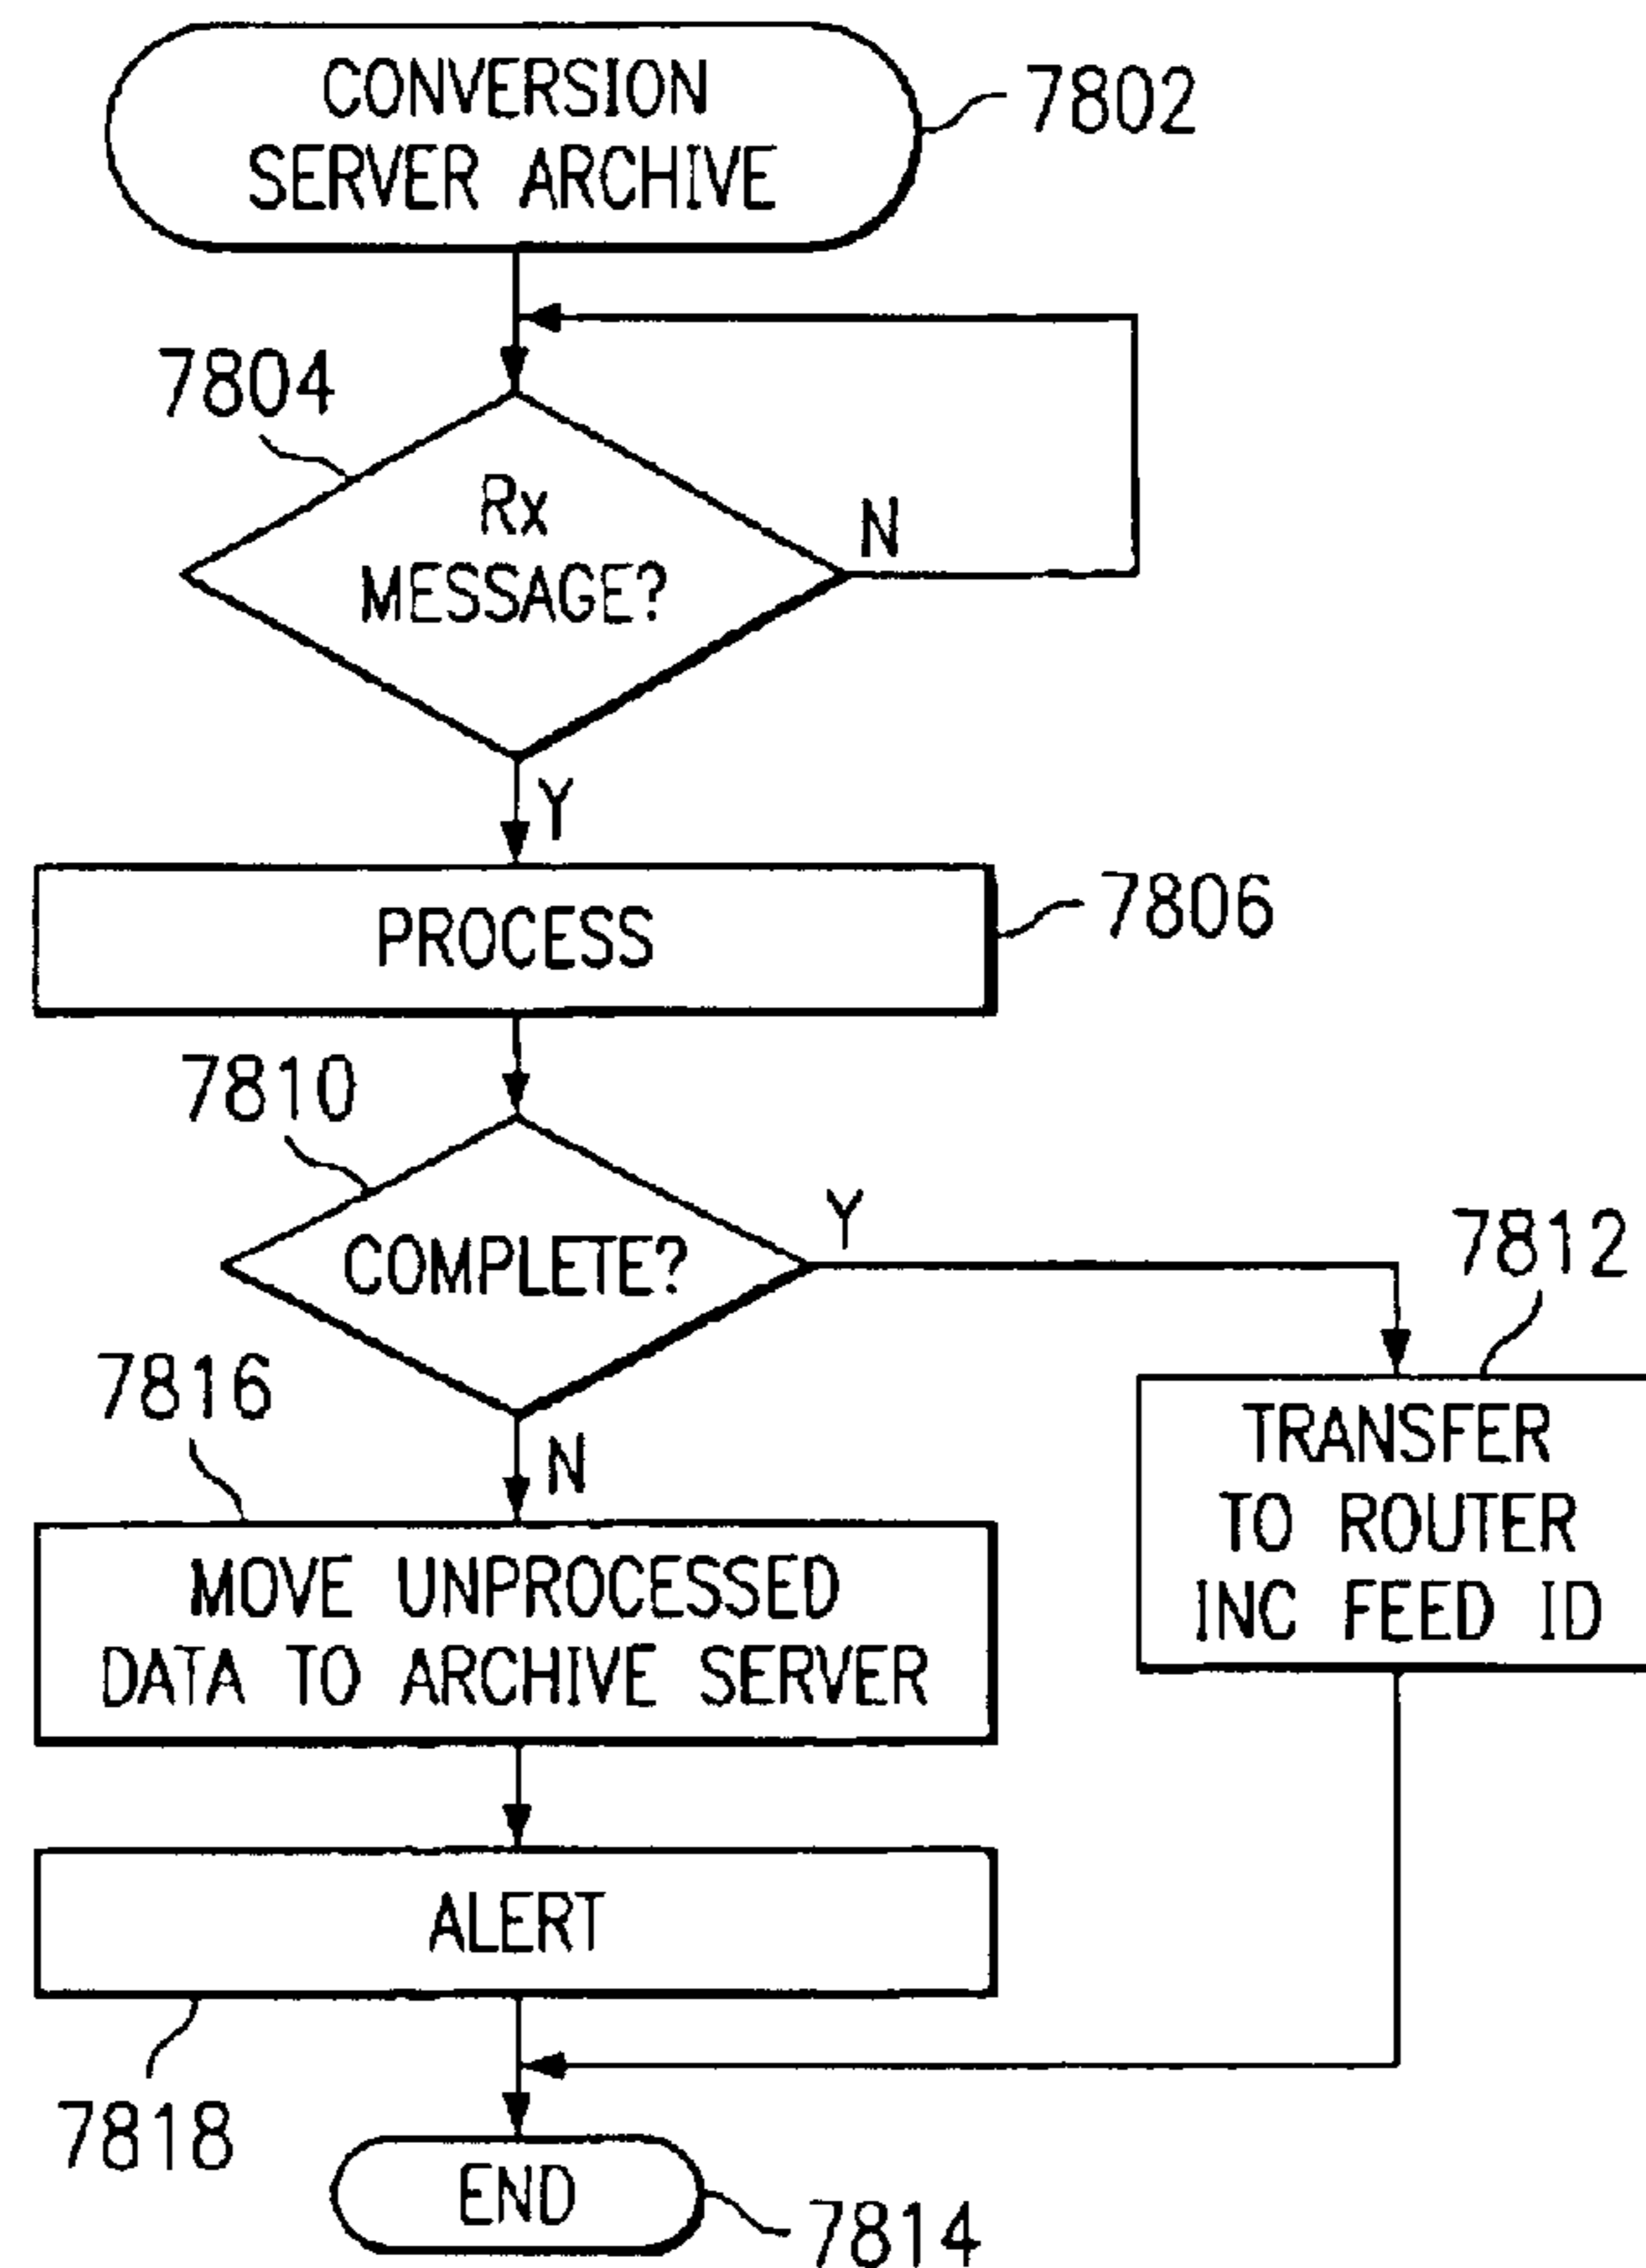 CONVERSION
SERVER ARCHIVE
7802
7804
Rx
MESSAGE?
N
Y
PROCESS
7806
7810
COMPLETE?
Y
7812
TRANSFER
TO ROUTER
INC FEED ID
7816
N
MOVE UNPROCESSED
DATA TO ARCHIVE SERVER
ALERT
7818
END
7814